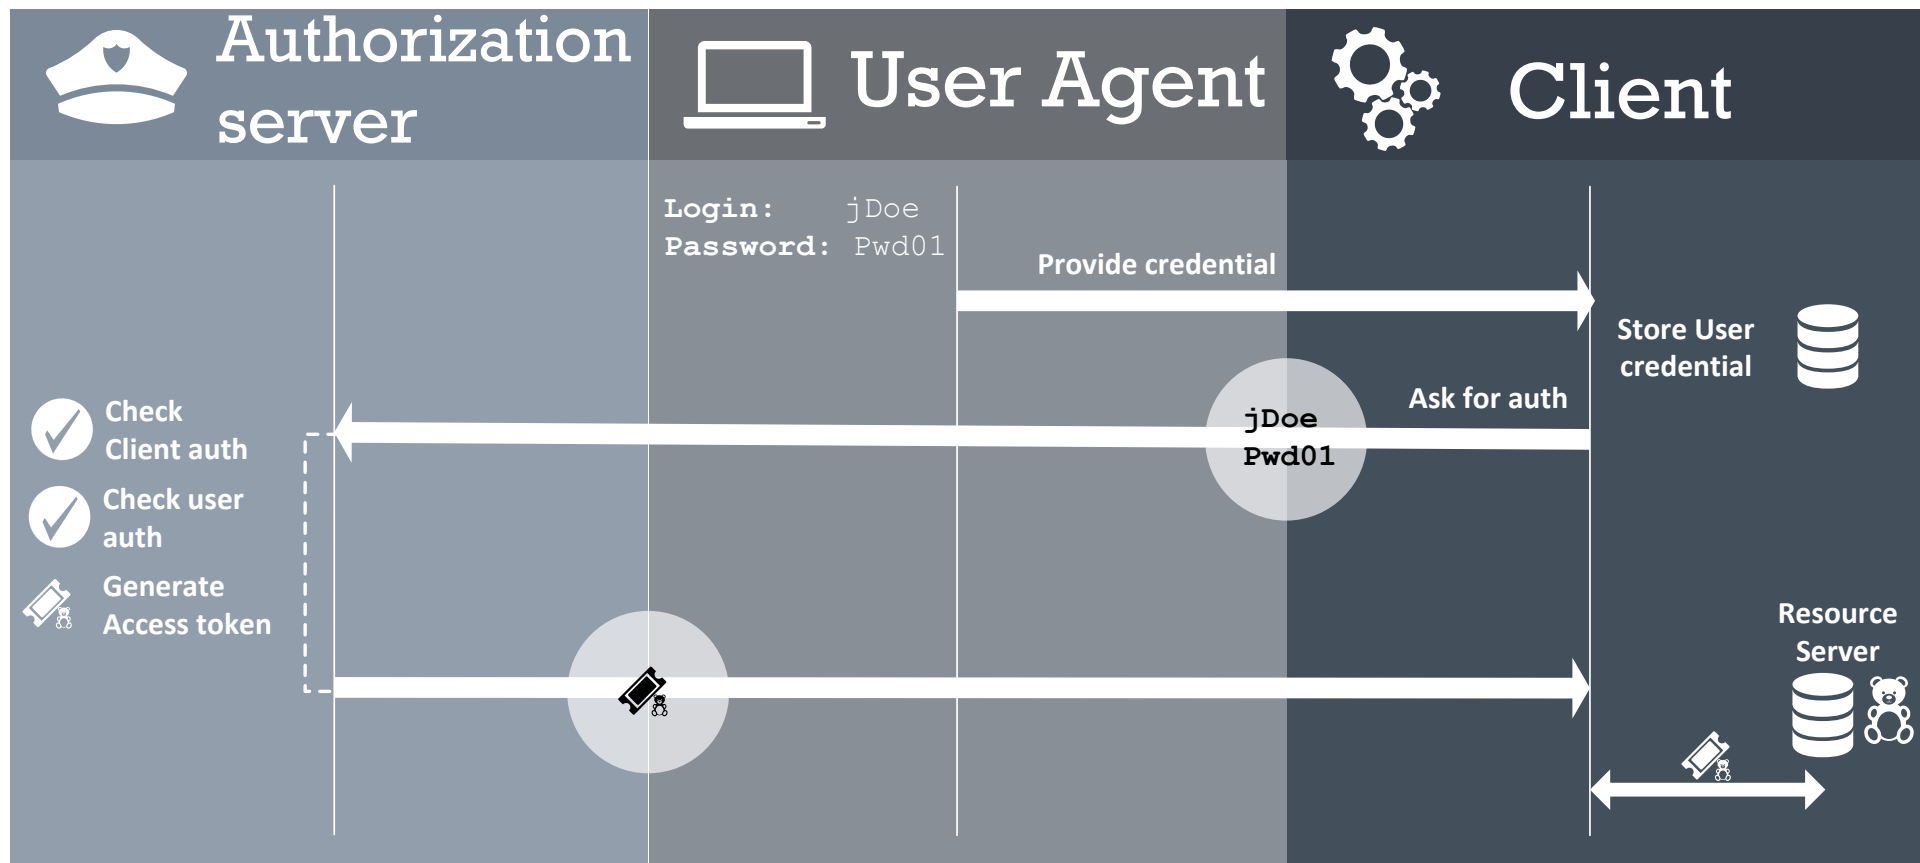 Authorization
server
User Agent
Client
Login: jDoe
Password: Pwd01
Provide credential
Store User
credential
Ask for auth
jDoe
Pwd01
Check
Client auth
Check user
auth
Generate
Access token
Resource
Server